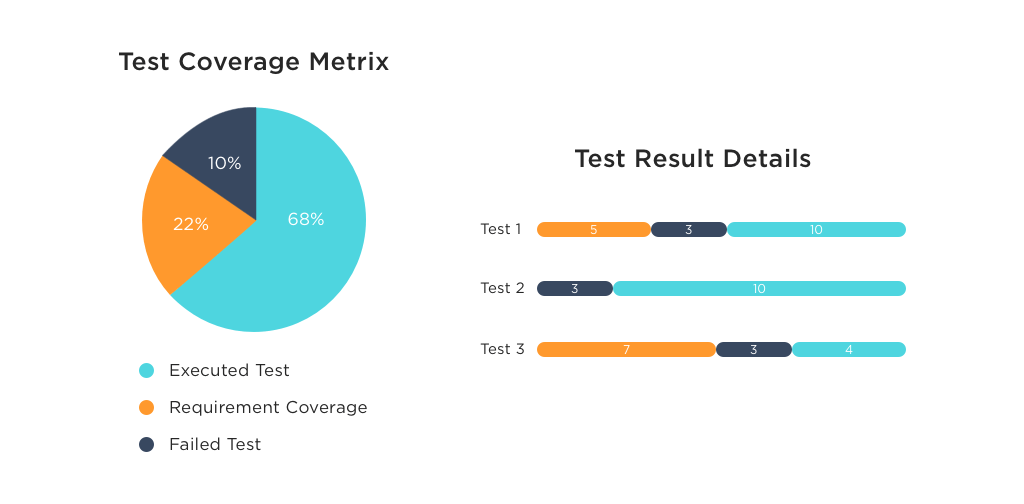 Test Coverage Metrix
10%
22%
68%
Executed Test
Requirement Coverage
Failed Test
Test Result Details
Test 1 5 3 10
Test 2 3 10
Test 3 7 3 4